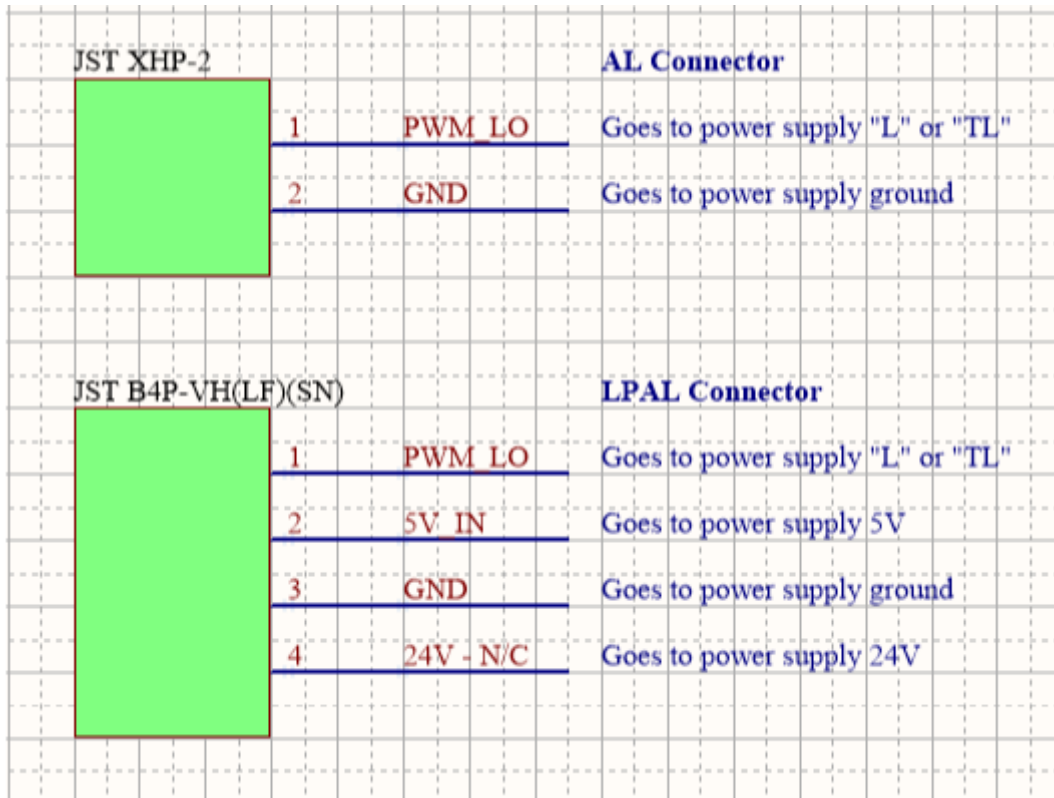 JST XHP-2 AL Connector
1 PWM_LO Goes to power supply "L" or "TL"
2 GND Goes to power supply ground
JST B4P-VH(LF)(SN) LPAL Connector
1 PWM_LO Goes to power supply "L" or "TL"
2 5V_IN Goes to power supply 5V
3 GND Goes to power supply ground
4 24V - N/C Goes to power supply 24V